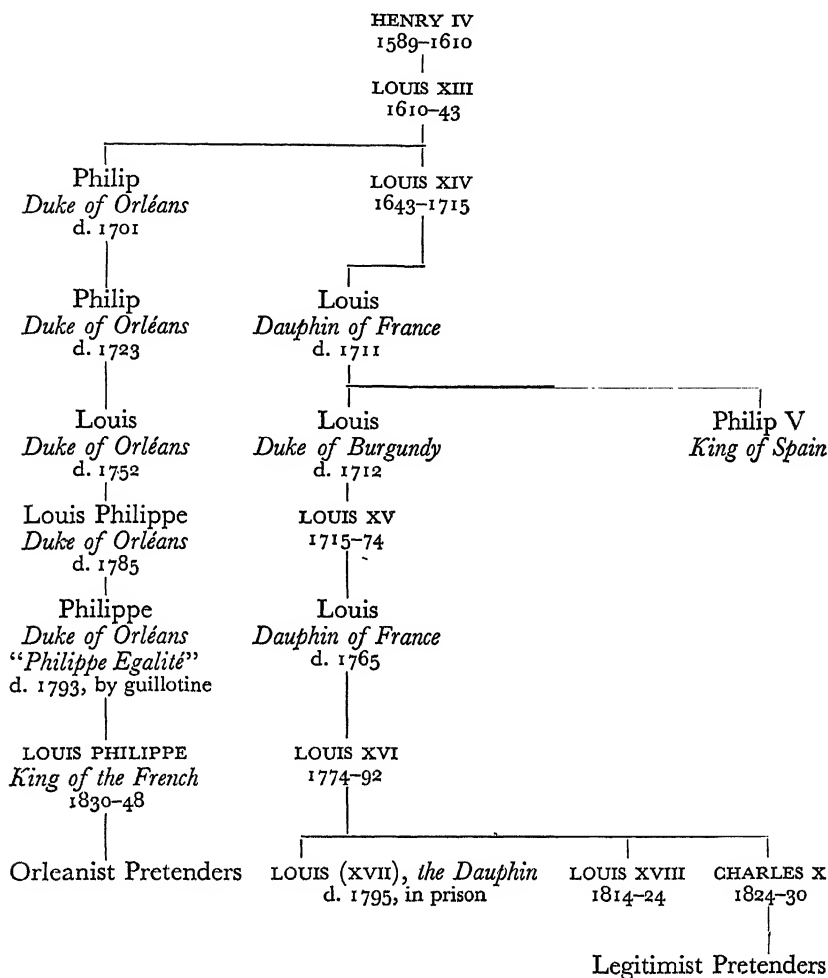 HENRY IV
1589–1610
LOUIS XIII
1610–43
Philip
Duke of Orléans
d. 1701
LOUIS XIV
1643–1715
Philip
Duke of Orléans
d. 1723
Louis
Dauphin of France
d. 1711
Louis
Duke of Orléans
d. 1752
Louis
Duke of Burgundy
d. 1712
Philip V
King of Spain
Louis Philippe
Duke of Orléans
d. 1785
LOUIS XV
1715–74
Philippe
Duke of Orléans
“Philippe Egalité”
d. 1793, by guillotine
Louis
Dauphin of France
d. 1765
LOUIS PHILIPPE
King of the French
1830–48
LOUIS XVI
1774–92
Orleanist Pretenders
LOUIS (XVII), the Dauphin
d. 1795, in prison
LOUIS XVIII
1814–24
CHARLES X
1824–30
Legitimist Pretenders